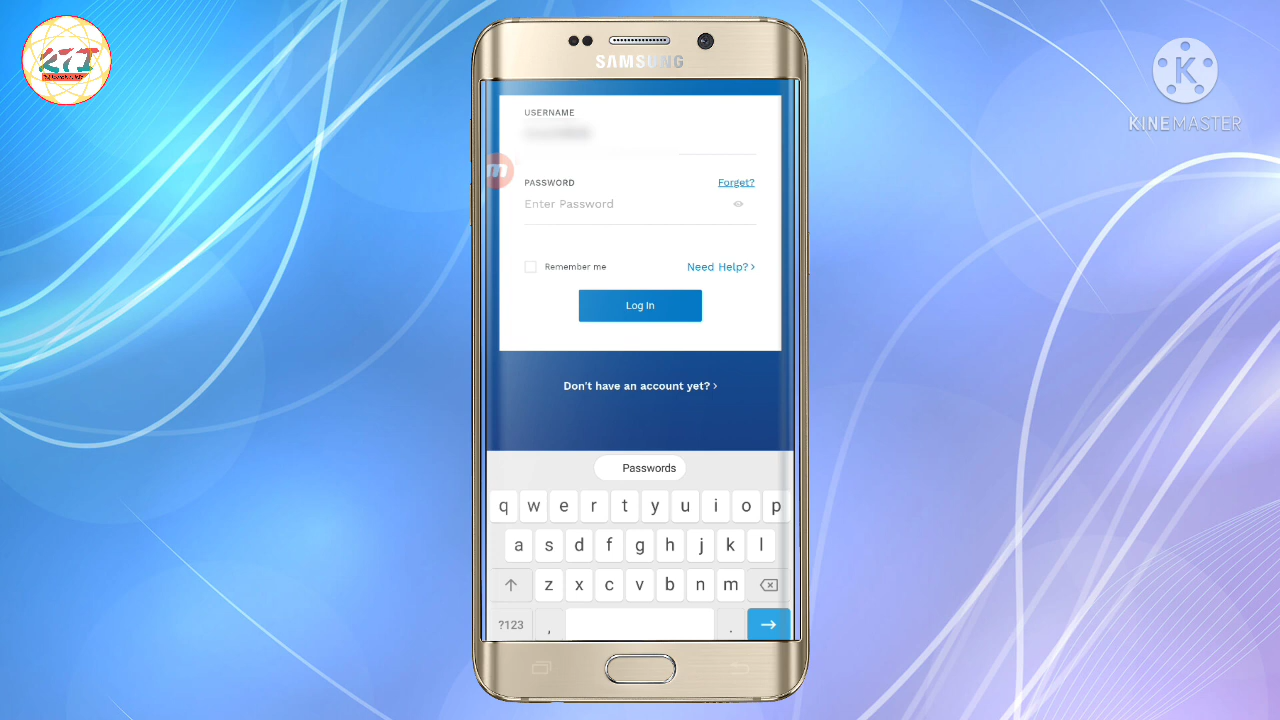 KTI
SAMSUNG
KINEMASTER
USERNAME
m
PASSWORD
Forget?
Enter Password
Remember me
Need Help? >
Log In
Don't have an account yet? >
Passwords
q w e r t y u i o p
a s d f g h j k l
z x c v b n m
?123 , .